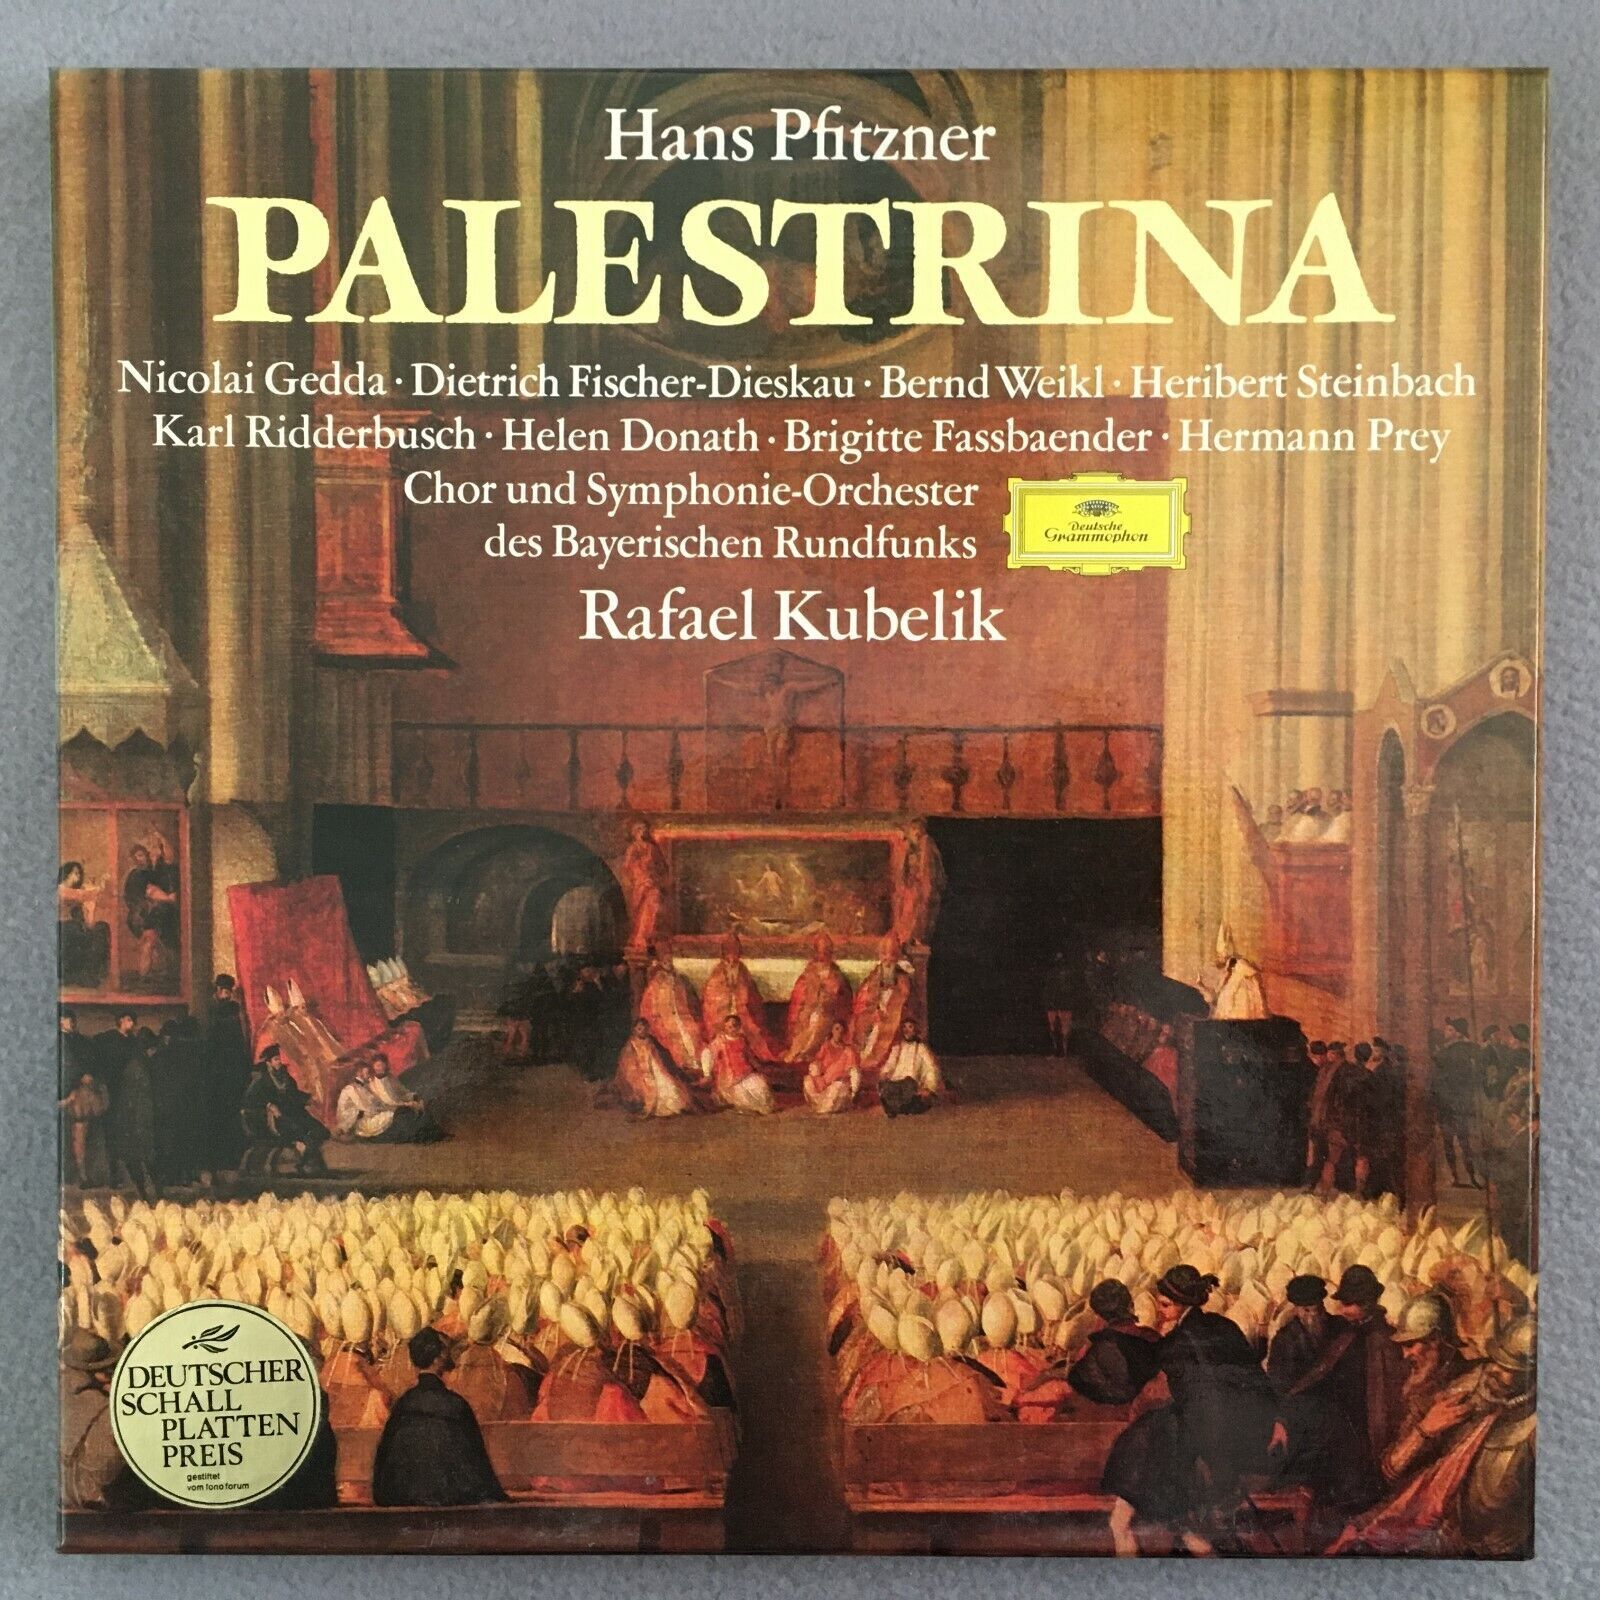 Hans Pfitzner
PALESTRINA
Nicolai Gedda · Dietrich Fischer-Dieskau · Bernd Weikl · Heribert Steinbach
Karl Ridderbusch · Helen Donath · Brigitte Fassbaender · Hermann Prey
Chor und Symphonie-Orchester
des Bayerischen Rundfunks
Deutsche
Grammophon
Rafael Kubelik
DEUTSCHER
SCHALL
PLATTEN
PREIS
gestiftet
vom fono forum